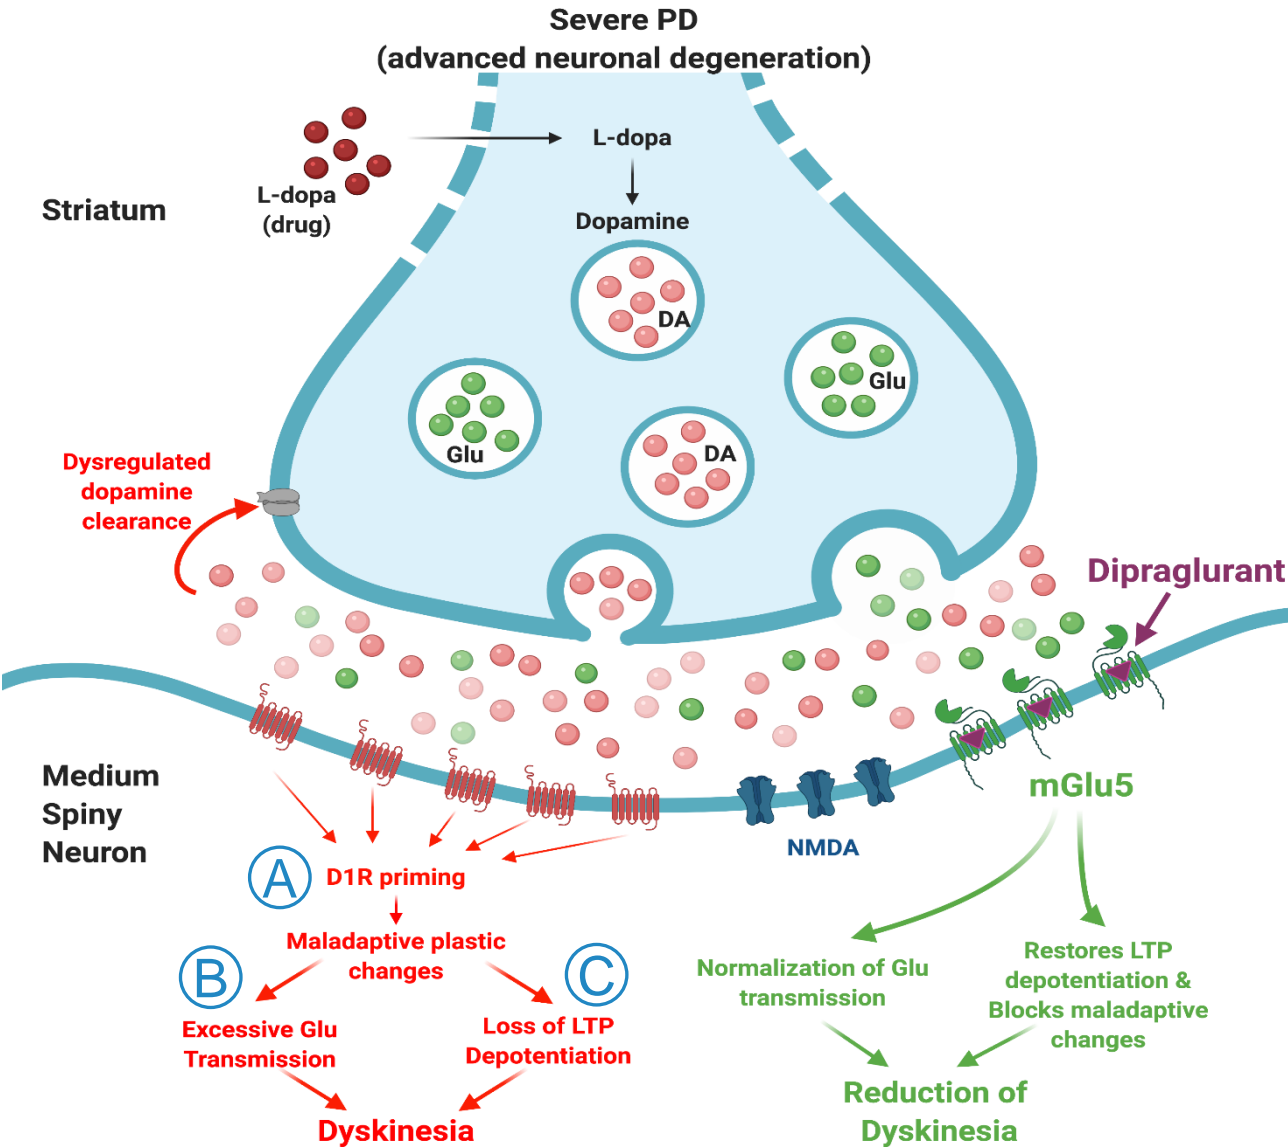 Severe PD
(advanced neuronal degeneration)
L-dopa
L-dopa
(drug)
Striatum
Dopamine
DA
Glu
Glu
DA
Dysregulated
dopamine
clearance
Dipraglurant
Medium
Spiny
Neuron
mGlu5
NMDA
A
D1R priming
Maladaptive plastic
changes
B
C
Excessive Glu
Transmission
Loss of LTP
Depotentiation
Dyskinesia
Normalization of Glu
transmission
Restores LTP
depotentiation &
Blocks maladaptive
changes
Reduction of
Dyskinesia